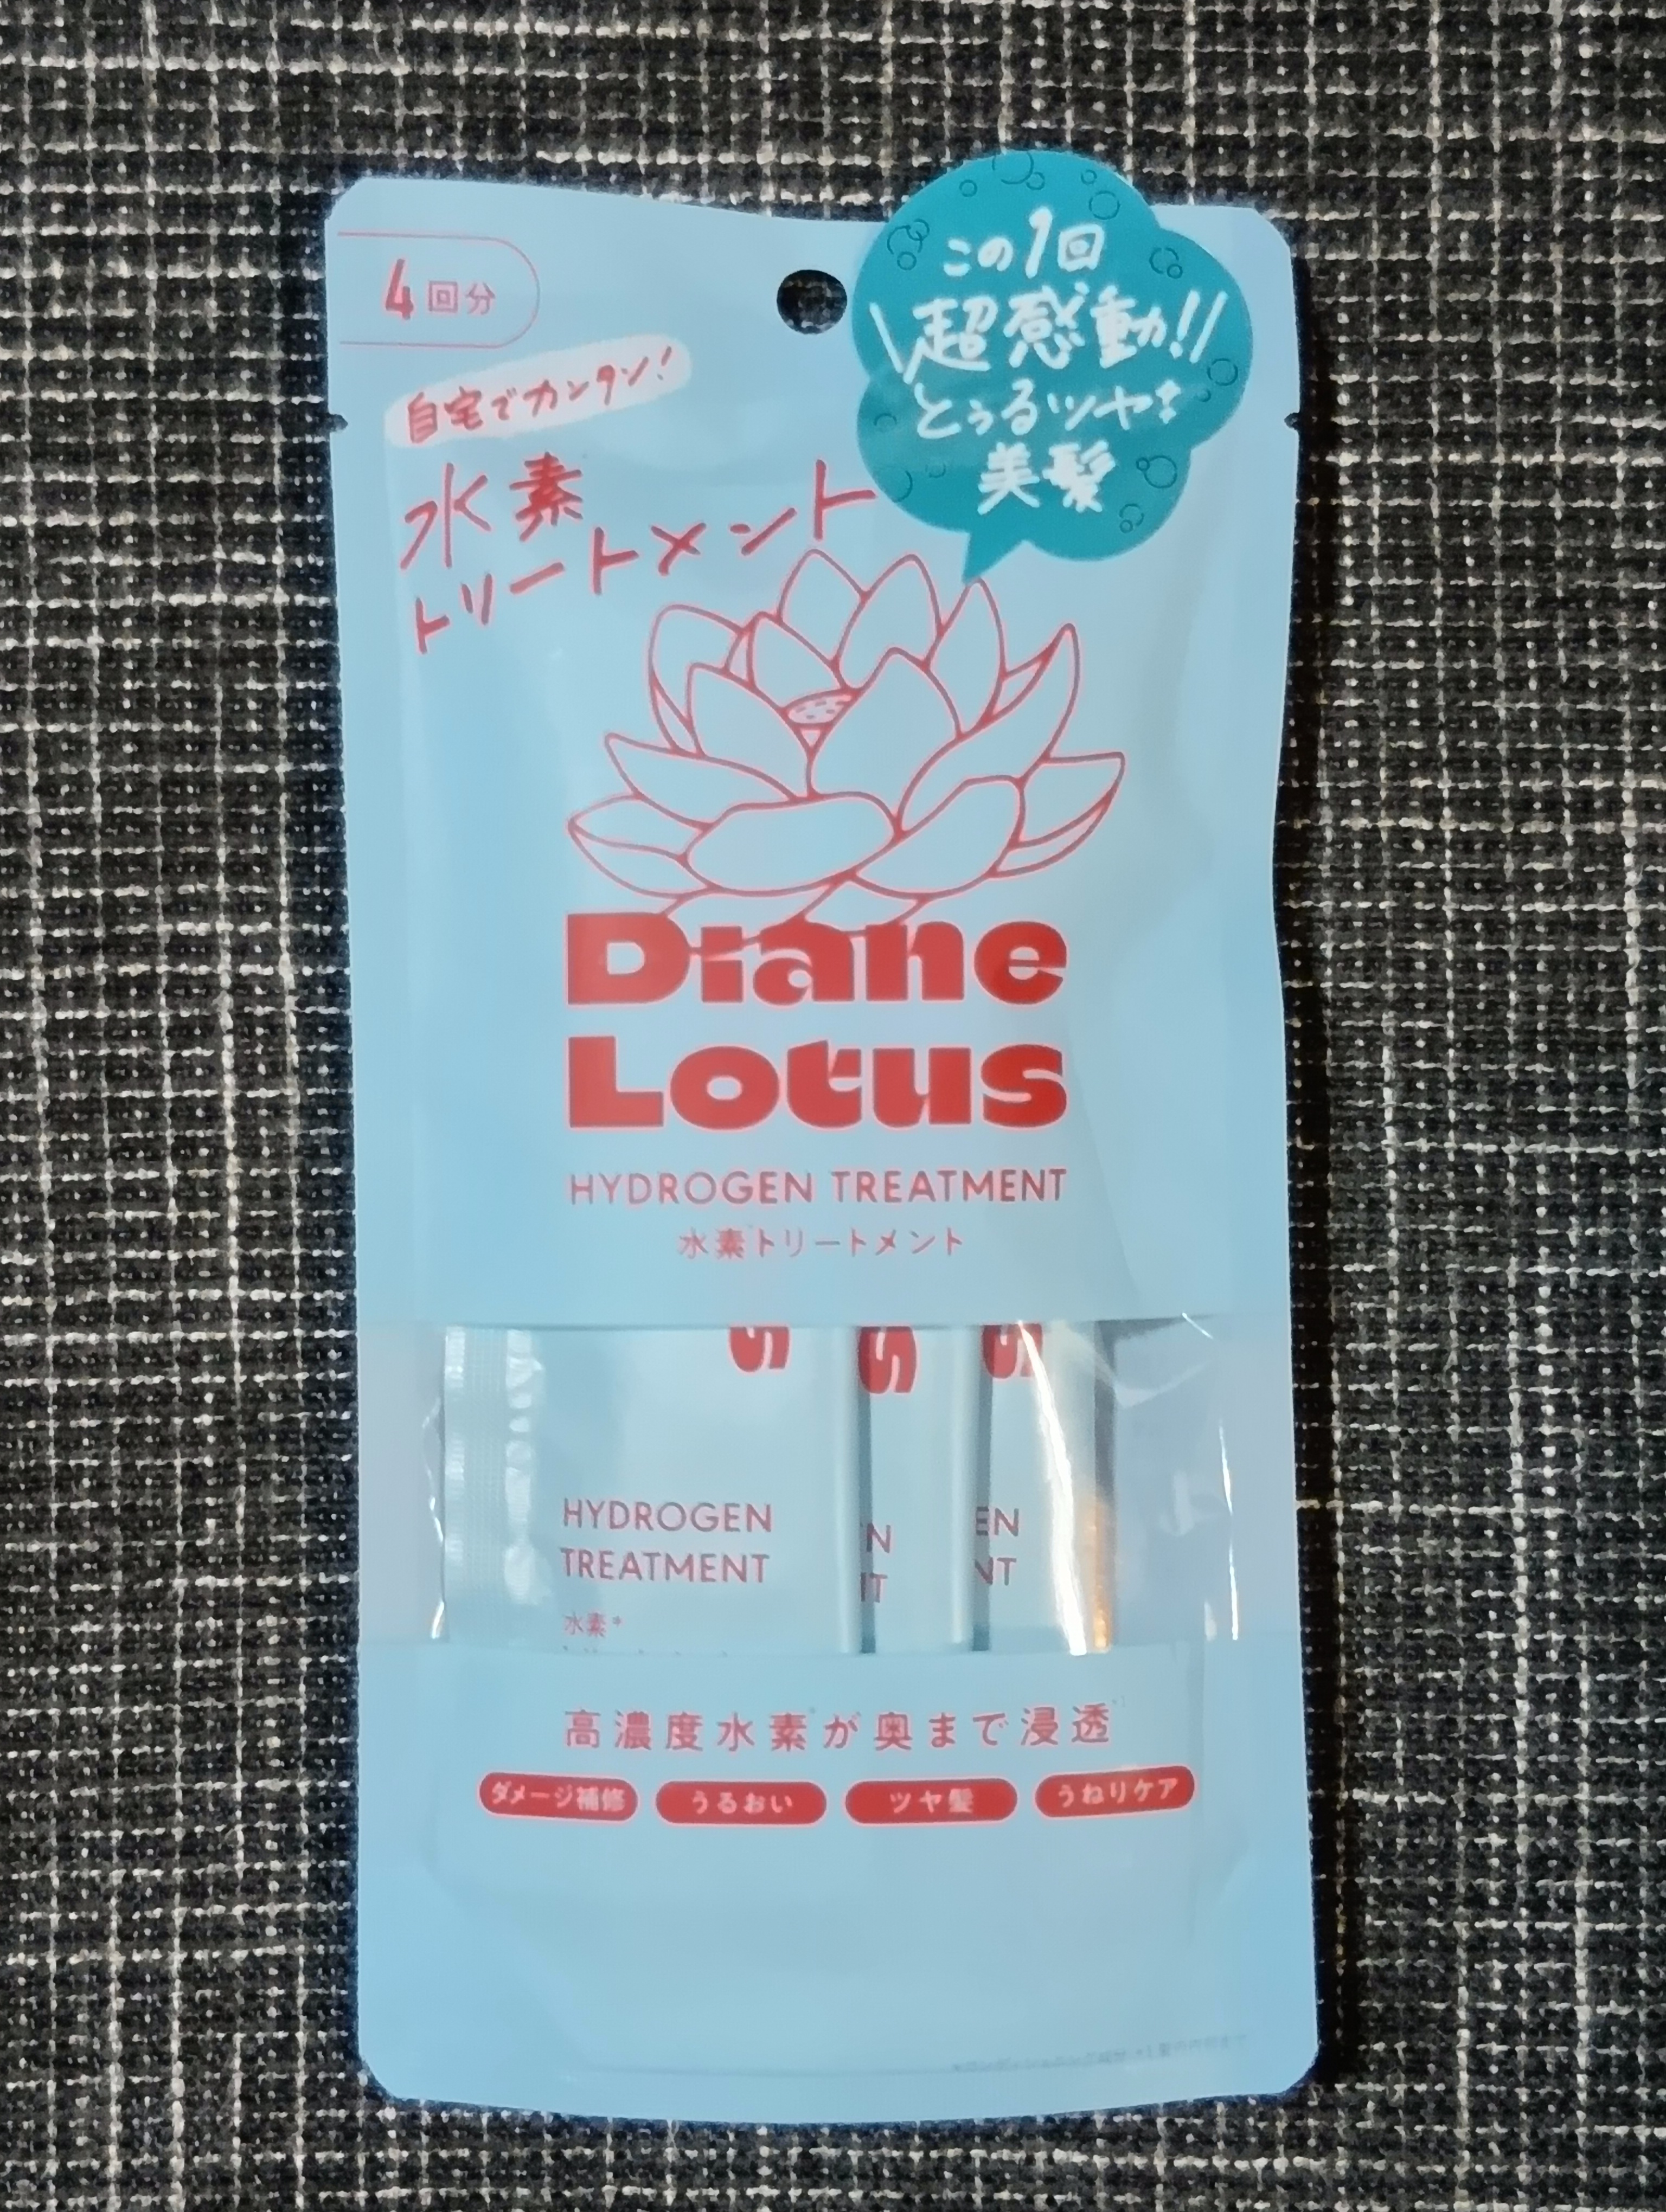 4回分
この1回
\超感動!!/
とぅるツヤ
美髪
自宅でカンタン!
水素
トリートメント
Diane
Lotus
HYDROGEN TREATMENT
水素*トリートメント
S S S
HYDROGEN
TREATMENT
水素*
EN
NT
高濃度水素*が奥まで浸透*1
ダメージ補修 うるおい ツヤ髪 うねりケア